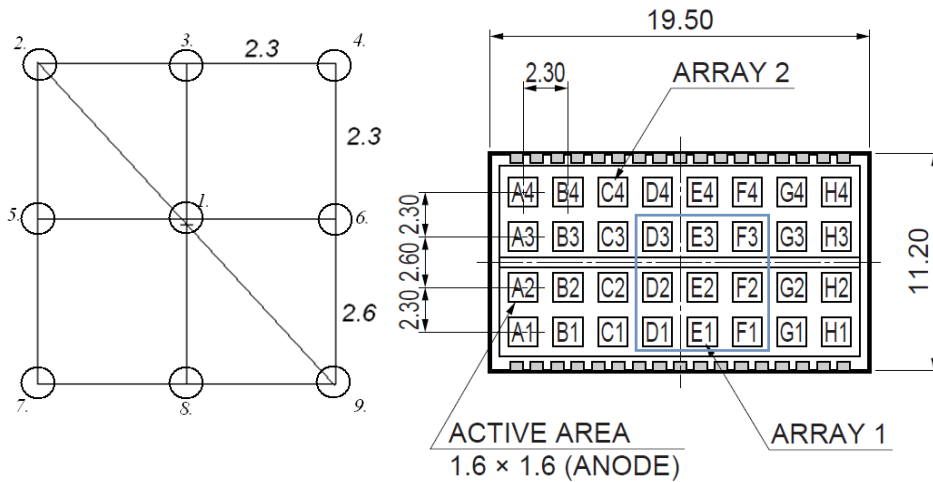 2.
3.
2.3
4.
2.3
5.
1.
6.
2.6
7.
8.
9.
19.50
2.30
ARRAY 2
A4 B4 C4 D4 E4 F4 G4 H4
2.30
A3 B3 C3 D3 E3 F3 G3 H3
2.60
11.20
A2 B2 C2 D2 E2 F2 G2 H2
2.30
A1 B1 C1 D1 E1 F1 G1 H1
ACTIVE AREA
1.6 × 1.6 (ANODE)
ARRAY 1